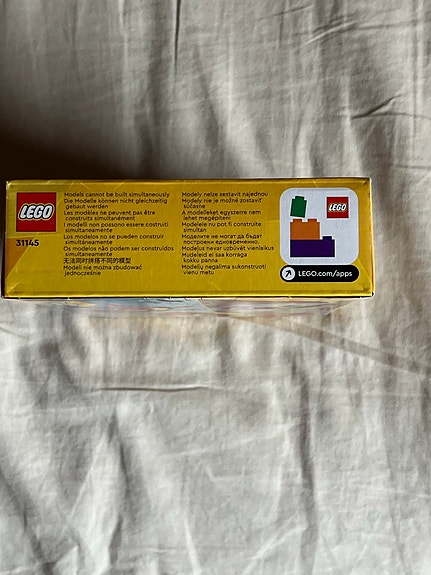 LEGO
31145
Models cannot be built simultaneously
Die Modelle können nicht gleichzeitig
gebaut werden
Les modèles ne peuvent pas être
construits simultanément
I modelli non possono essere costruiti
simultaneamente
Los modelos no se pueden construir
simultáneamente
Os modelos não podem ser construídos
simultaneamente
无法同时拼搭不同的模型
Modeli nie można zbudować
jednocześnie
Modely nelze sestavit najednou
Modely nie je možné zostaviť
súčasne
A modelleket egyszerre nem
lehet megépíteni
Modelele nu pot fi construite
simultan
Моделите не могат да бъдат
построени едновременно.
Modeļus nevar uzbūvēt vienlaikus
Mudeleid ei saa korraga
kokku panna
Modelių negalima sukonstruoti
vienu metu
LEGO
LEGO.com/apps